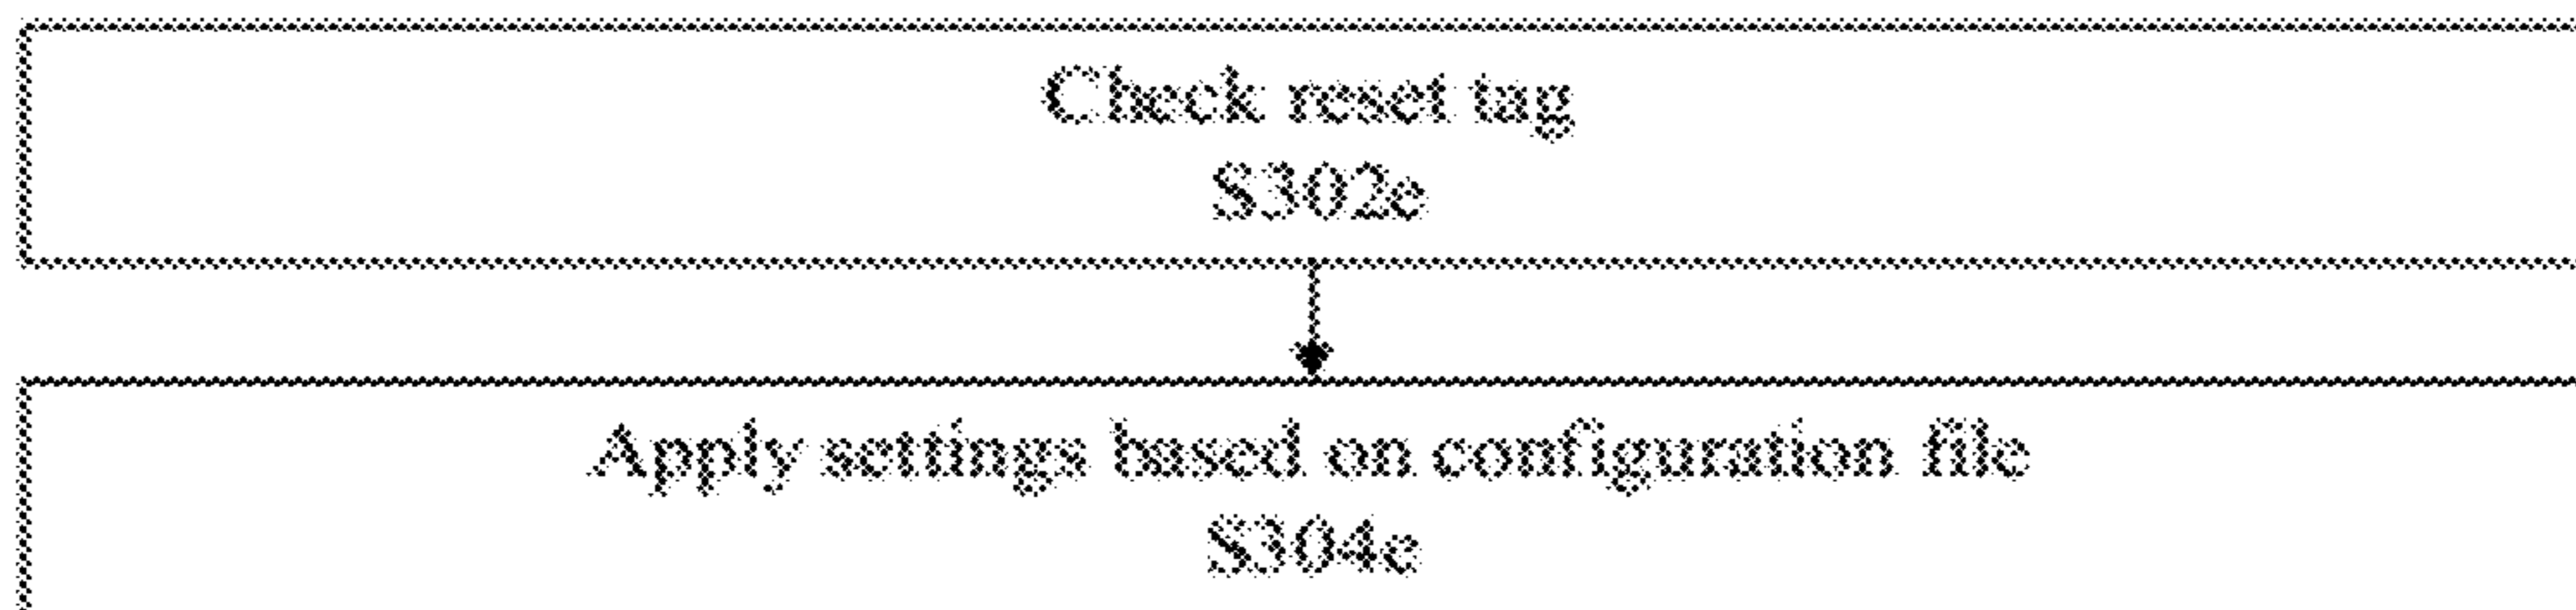 Check reset tag
S302e
Apply settings based on configuration file
S304e